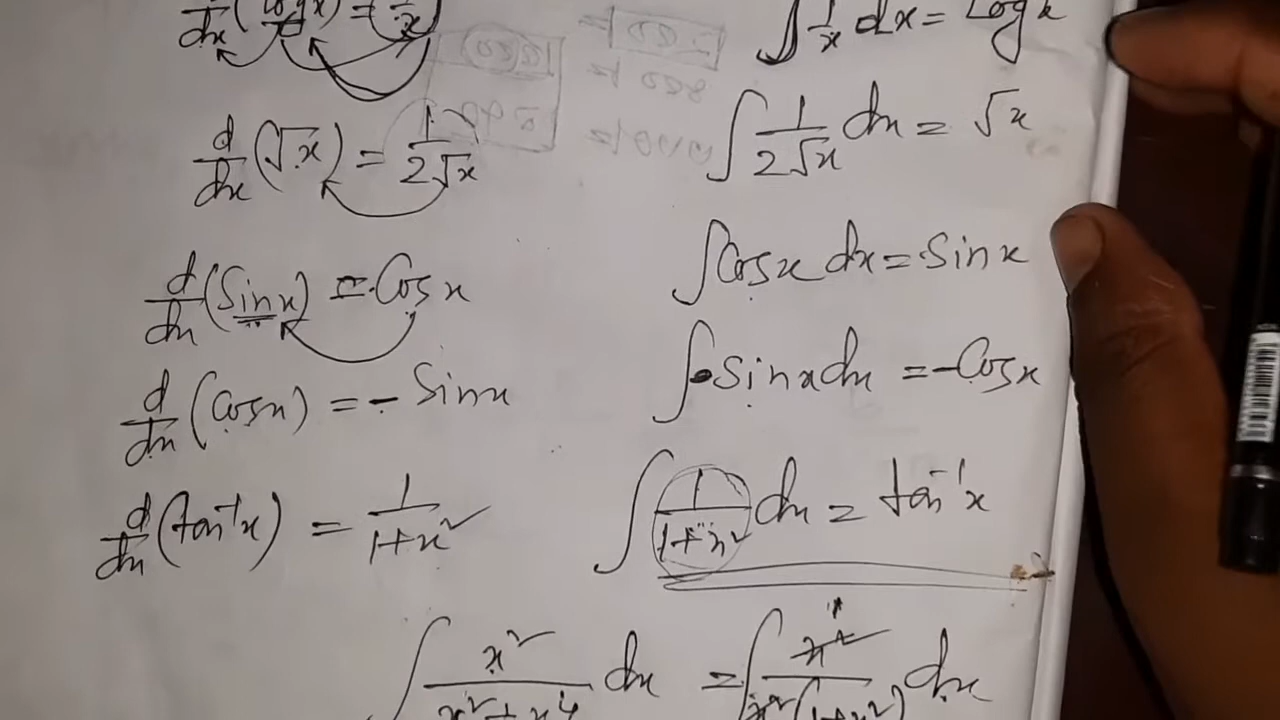 d/dx (log x) = 1/x ∫ 1/x dx = Log x
d/dx (√x) = 1/2√x ∫ 1/2√x dx = √x
d/dx (Sin x) = Cos x ∫ Cos x dx = Sin x
d/dx (Cos x) = - Sin x ∫ Sin x dx = -Cos x
d/dx (tan⁻¹x) = 1/1+x² ∫ 1/1+x² dx = tan⁻¹x
∫ x²/x²+x⁴ dx = ∫ x²/x²(1+x²) dx